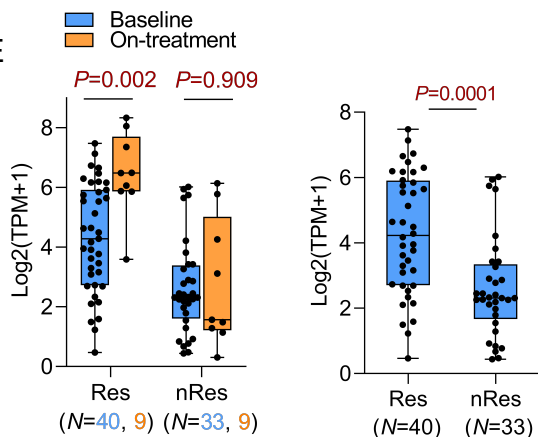 Baseline
On-treatment
E
P=0.002 P=0.909
Log2(TPM+1)
8
6
4
2
0
Res nRes
(N=40, 9) (N=33, 9)
P=0.0001
Log2(TPM+1)
8
6
4
2
0
Res nRes
(N=40) (N=33)